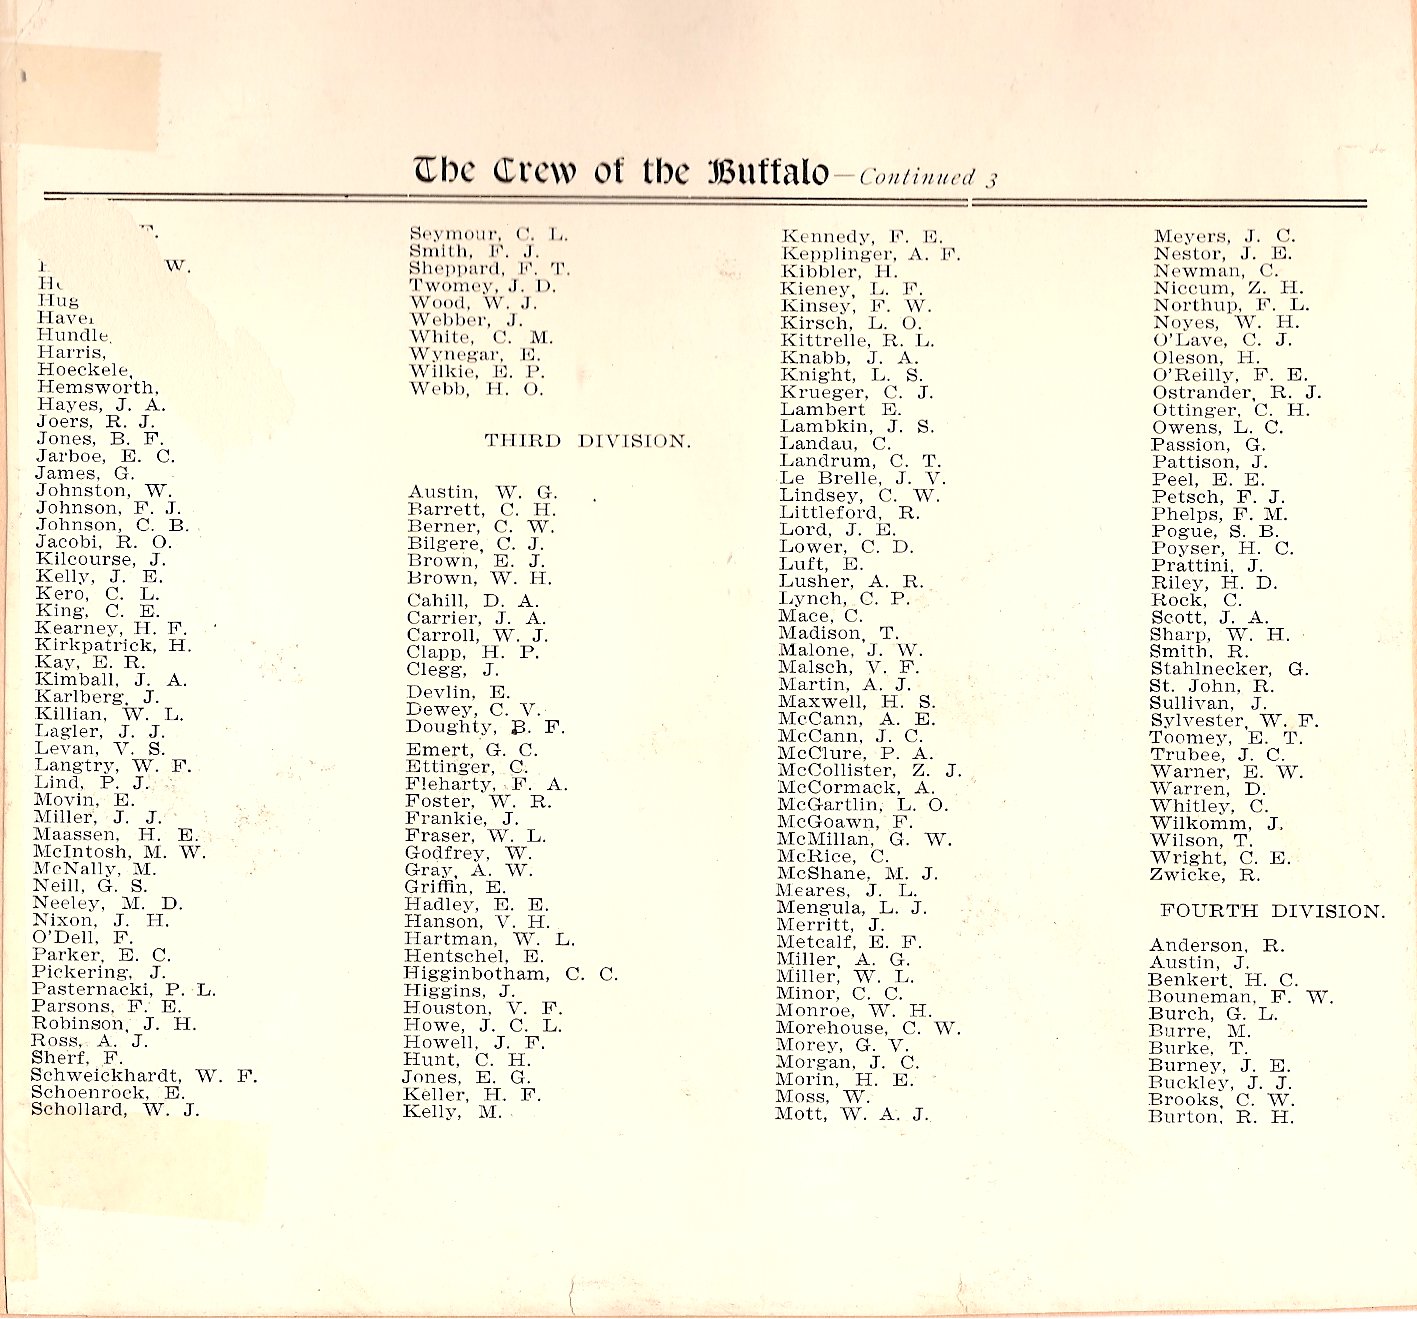 The Crew of the Buffalo—Continued 3
W.
Hug
Hundle
Harris,
Hoeckele,
Hemsworth,
Hayes, J. A.
Joers, R. J.
Jones, B. F.
Jarboe, E. C.
James, G.
Johnston, W.
Johnson, F. J.
Johnson, C. B.
Jacobi, R. O.
Kilcourse, J.
Kelly, J. E.
Kero, C. L.
King, C. E.
Kearney, H. F.
Kirkpatrick, H.
Kay, E. R.
Kimball, J. A.
Karlberg, J.
Killian, W. L.
Lagler, J. J.
Levan, V. S.
Langtry, W. F.
Lind, P. J.
Movin, E.
Miller, J. J.
Maassen, H. E.
McIntosh, M. W.
McNally, M.
Neill, G. S.
Neeley, M. D.
Nixon, J. H.
O'Dell, F.
Parker, E. C.
Pickering, J.
Pasternacki, P. L.
Parsons, F. E.
Robinson, J. H.
Ross, A. J.
Sherf, F.
Schweickhardt, W. F.
Schoenrock, E.
Schollard, W. J.
Seymour, C. L.
Smith, F. J.
Sheppard, F. T.
Twomey, J. D.
Wood, W. J.
Webber, J.
White, C. M.
Wynegar, E.
Wilkie, E. P.
Webb, H. O.
THIRD DIVISION.
Austin, W. G.
Barrett, C. H.
Berner, C. W.
Bilgere, C. J.
Brown, E. J.
Brown, W. H.
Cahill, D. A.
Carrier, J. A.
Carroll, W. J.
Clapp, H. P.
Clegg, J.
Devlin, E.
Dewey, C. V.
Doughty, B. F.
Emert, G. C.
Ettinger, C.
Fleharty, F. A.
Foster, W. R.
Frankie, J.
Fraser, W. L.
Godfrey, W.
Gray, A. W.
Griffin, E.
Hadley, E. E.
Hanson, V. H.
Hartman, W. L.
Hentschel, E.
Higginbotham, C. C.
Higgins, J.
Houston, V. F.
Howe, J. C. L.
Howell, J. F.
Hunt, C. H.
Jones, E. G.
Keller, H. F.
Kelly, M.
Kennedy, F. E.
Kepplinger, A. F.
Kibbler, H.
Kieney, L. F.
Kinsey, F. W.
Kirsch, L. O.
Kittrelle, R. L.
Knabb, J. A.
Knight, L. S.
Krueger, C. J.
Lambert E.
Lambkin, J. S.
Landau, C.
Landrum, C. T.
Le Brelle, J. V.
Lindsey, C. W.
Littleford, R.
Lord, J. E.
Lower, C. D.
Luft, E.
Lusher, A. R.
Lynch, C. P.
Mace, C.
Madison, T.
Malone, J. W.
Malsch, V. F.
Martin, A. J.
Maxwell, H. S.
McCann, A. E.
McCann, J. C.
McClure, P. A.
McCollister, Z. J.
McCormack, A.
McGartlin, L. O.
McGoawn, F.
McMillan, G. W.
McRice, C.
McShane, M. J.
Meares, J. L.
Mengula, L. J.
Merritt, J.
Metcalf, E. F.
Miller, A. G.
Miller, W. L.
Minor, C. C.
Monroe, W. H.
Morehouse, C. W.
Morey, G. V.
Morgan, J. C.
Morin, H. E.
Moss, W.
Mott, W. A. J.
Meyers, J. C.
Nestor, J. E.
Newman, C.
Niccum, Z. H.
Northup, F. L.
Noyes, W. H.
O'Lave, C. J.
Oleson, H.
O'Reilly, F. E.
Ostrander, R. J.
Ottinger, C. H.
Owens, L. C.
Passion, G.
Pattison, J.
Peel, E. E.
Petsch, F. J.
Phelps, F. M.
Pogue, S. B.
Poyser, H. C.
Prattini, J.
Riley, H. D.
Rock, C.
Scott, J. A.
Sharp, W. H.
Smith, R.
Stahlnecker, G.
St. John, R.
Sullivan, J.
Sylvester, W. F.
Toomey, E. T.
Trubee, J. C.
Warner, E. W.
Warren, D.
Whitley, C.
Wilkomm, J.
Wilson, T.
Wright, C. E.
Zwicke, R.
FOURTH DIVISION.
Anderson, R.
Austin, J.
Benkert, H. C.
Bouneman, F. W.
Burch, G. L.
Burre, M.
Burke, T.
Burney, J. E.
Buckley, J. J.
Brooks, C. W.
Burton, R. H.